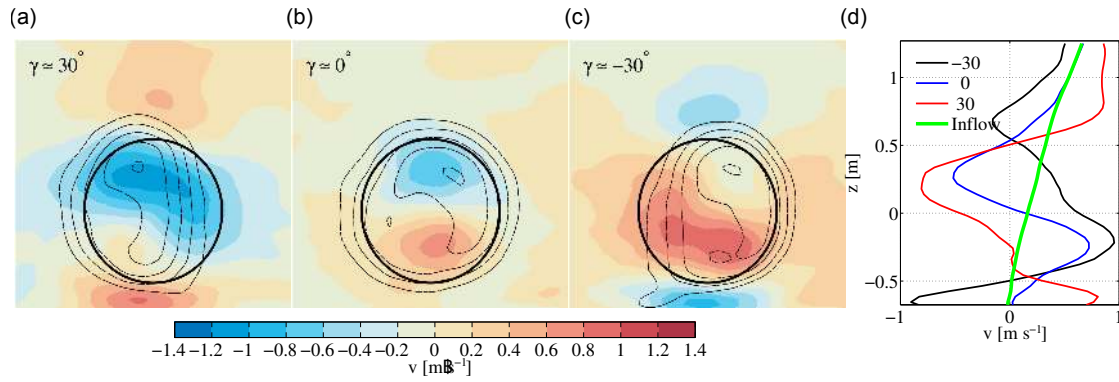 (a) (b) (c) (d)
γ ≃ 30° γ ≃ 0° γ ≃ −30°
−30
0
30
Inflow
1
0.5
0
−0.5
z [m]
−1 0 1
v [m s⁻¹]
−1.4 −1.2 −1 −0.8 −0.6 −0.4 −0.2 0 0.2 0.4 0.6 0.8 1 1.2 1.4